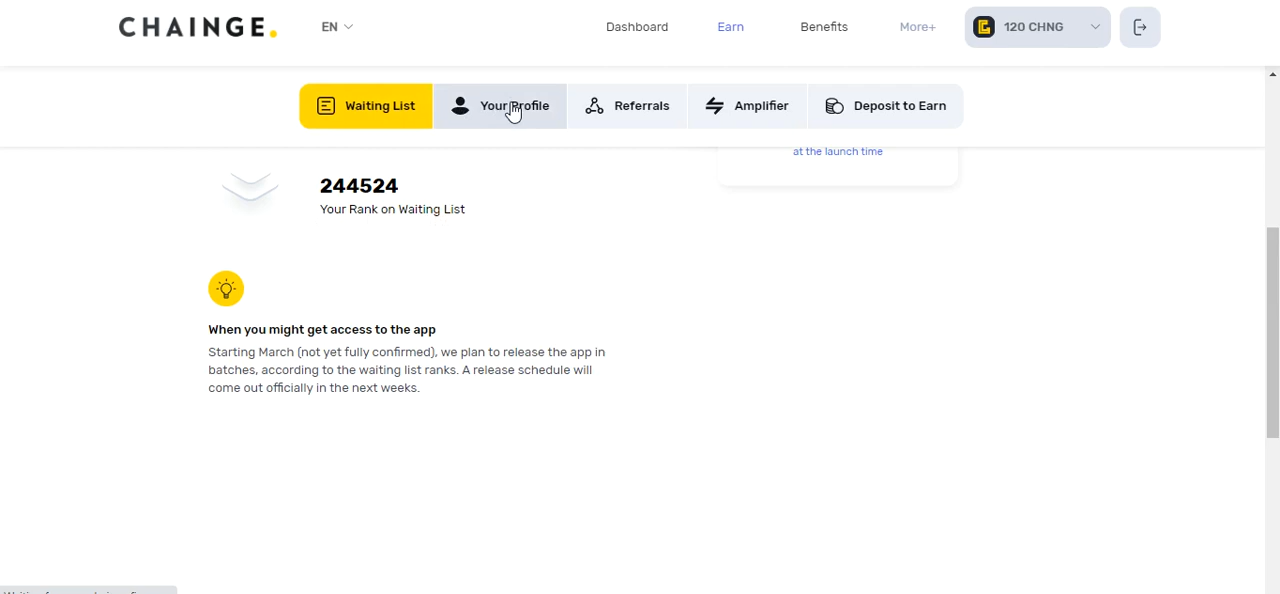 CHAINGE.
EN
Dashboard
Earn
Benefits
More+
120 CHNG
Waiting List
Your Profile
Referrals
Amplifier
Deposit to Earn
at the launch time
244524
Your Rank on Waiting List
When you might get access to the app
Starting March (not yet fully confirmed), we plan to release the app in
batches, according to the waiting list ranks. A release schedule will
come out officially in the next weeks.